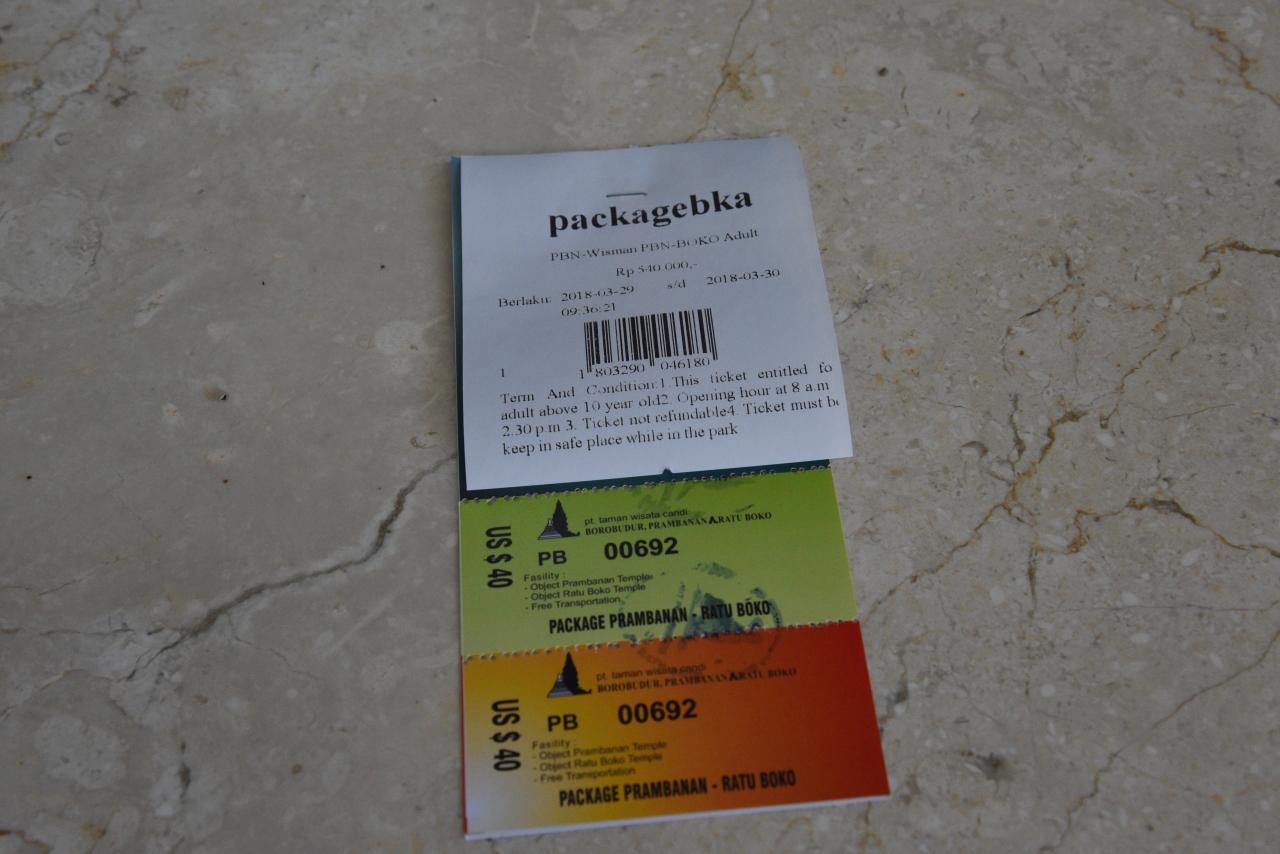 packagebka
PBN-Wisman PBN-BOKO Adult
Rp 540.000,-
Berlaku: 2018-03-29 s/d 2018-03-30
09:36:21
1
1 803290 046180
Term And Condition:1.This ticket entitled fo
adult above 10 year old2. Opening hour at 8 a.m
2.30 p.m 3. Ticket not refundable4. Ticket must be
keep in safe place while in the park
pt. taman wisata candi
BOROBUDUR, PRAMBANAN & RATU BOKO
US $ 40
PB 00692
Fasility :
- Object Prambanan Temple
- Object Ratu Boko Temple
- Free Transportation
PACKAGE PRAMBANAN - RATU BOKO
pt. taman wisata candi
BOROBUDUR, PRAMBANAN & RATU BOKO
US $ 40
PB 00692
Fasility :
- Object Prambanan Temple
- Object Ratu Boko Temple
- Free Transportation
PACKAGE PRAMBANAN - RATU BOKO